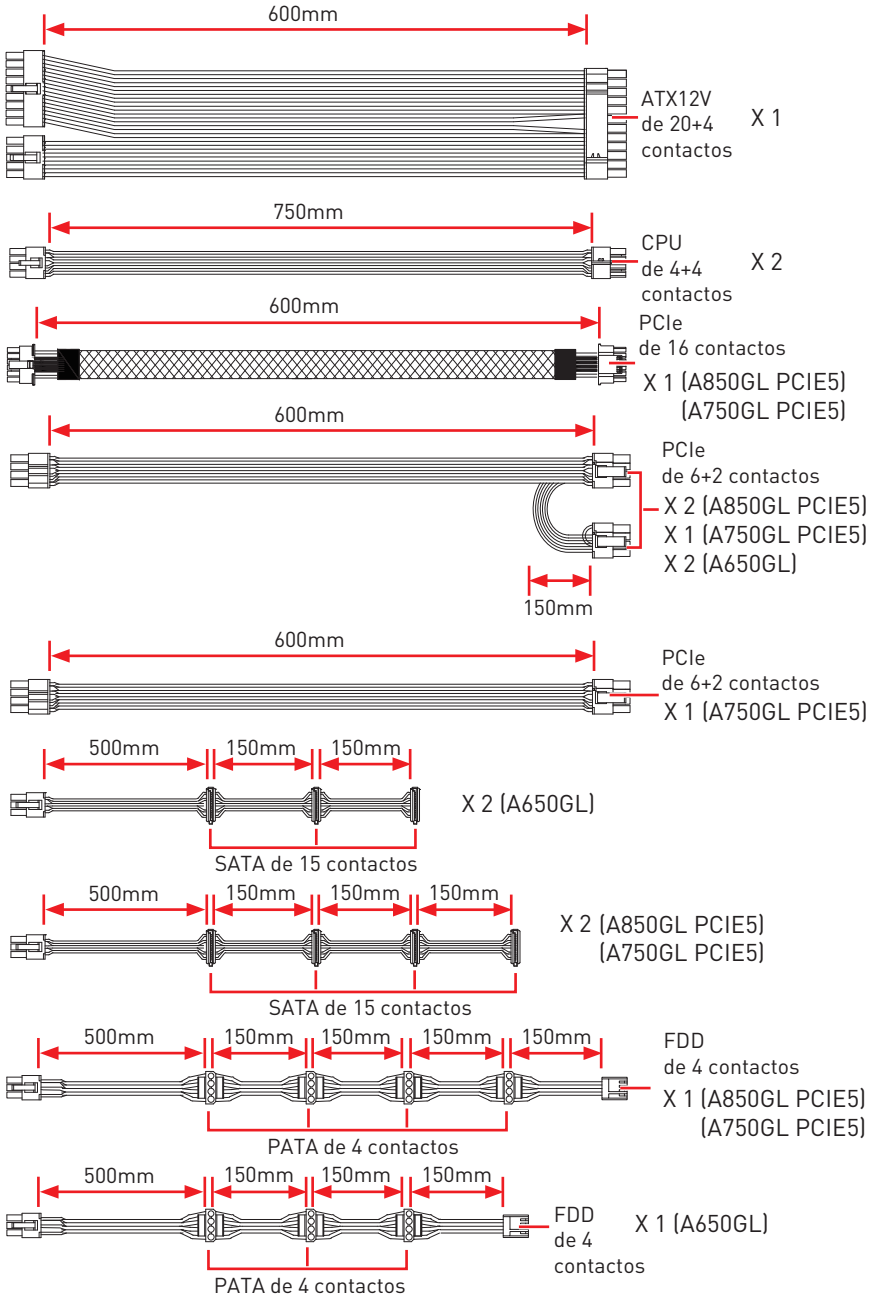 600mm
ATX12V
de 20+4
contactos
X 1
750mm
CPU
de 4+4
contactos
X 2
600mm
PCIe
de 16 contactos
X 1 (A850GL PCIE5)
(A750GL PCIE5)
600mm
PCIe
de 6+2 contactos
X 2 (A850GL PCIE5)
X 1 (A750GL PCIE5)
X 2 (A650GL)
150mm
600mm
PCIe
de 6+2 contactos
X 1 (A750GL PCIE5)
500mm 150mm 150mm
X 2 (A650GL)
SATA de 15 contactos
500mm 150mm 150mm 150mm
X 2 (A850GL PCIE5)
(A750GL PCIE5)
SATA de 15 contactos
500mm 150mm 150mm 150mm 150mm
FDD
de 4 contactos
X 1 (A850GL PCIE5)
(A750GL PCIE5)
PATA de 4 contactos
500mm 150mm 150mm 150mm
FDD
de 4
contactos
X 1 (A650GL)
PATA de 4 contactos